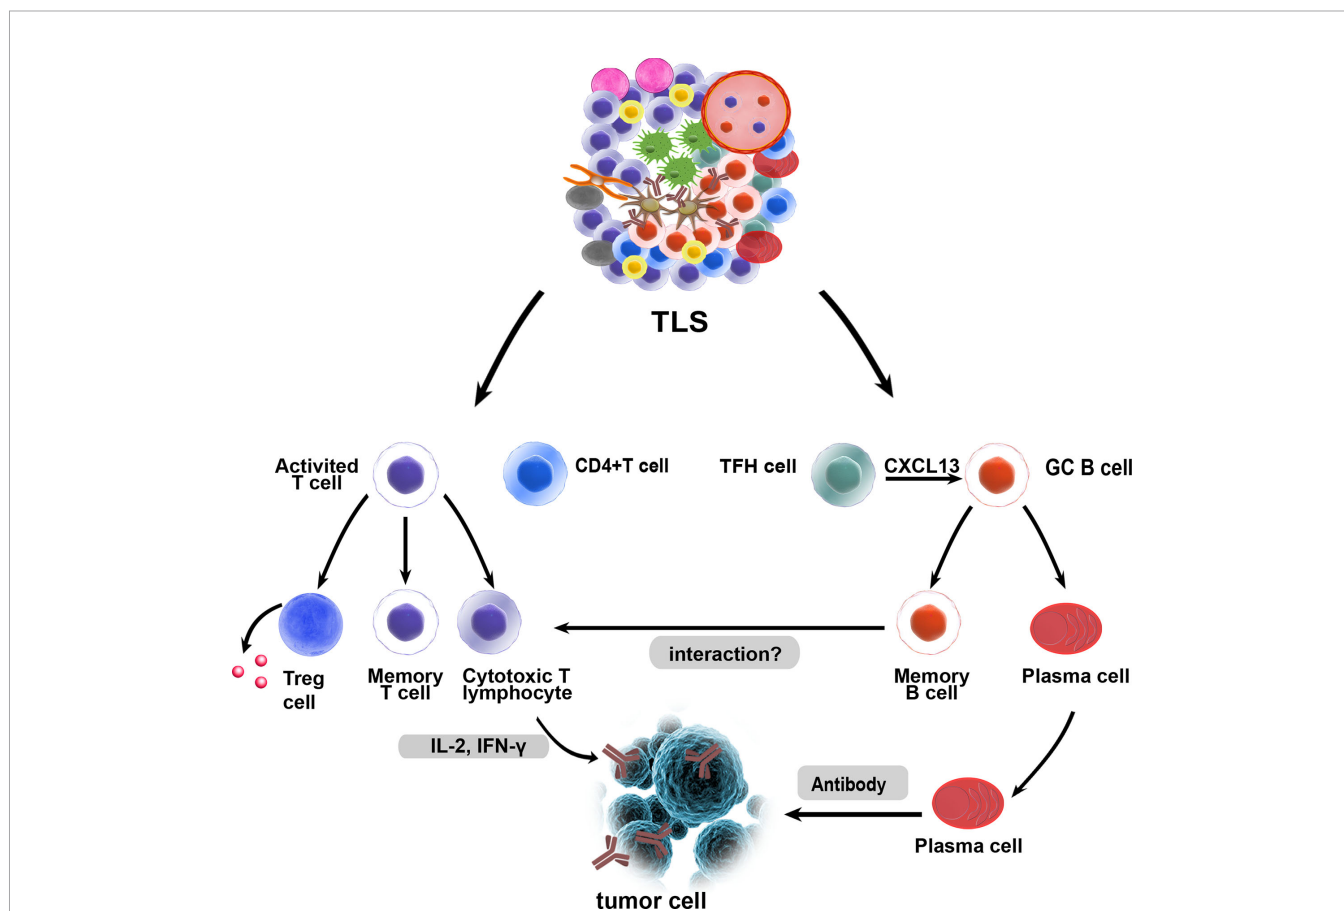 TLS
Activited
T cell
CD4+T cell
TFH cell
CXCL13
GC B cell
interaction?
Treg
cell
Memory
T cell
Cytotoxic T
lymphocyte
Memory
B cell
Plasma cell
IL-2, IFN-γ
Antibody
Plasma cell
tumor cell